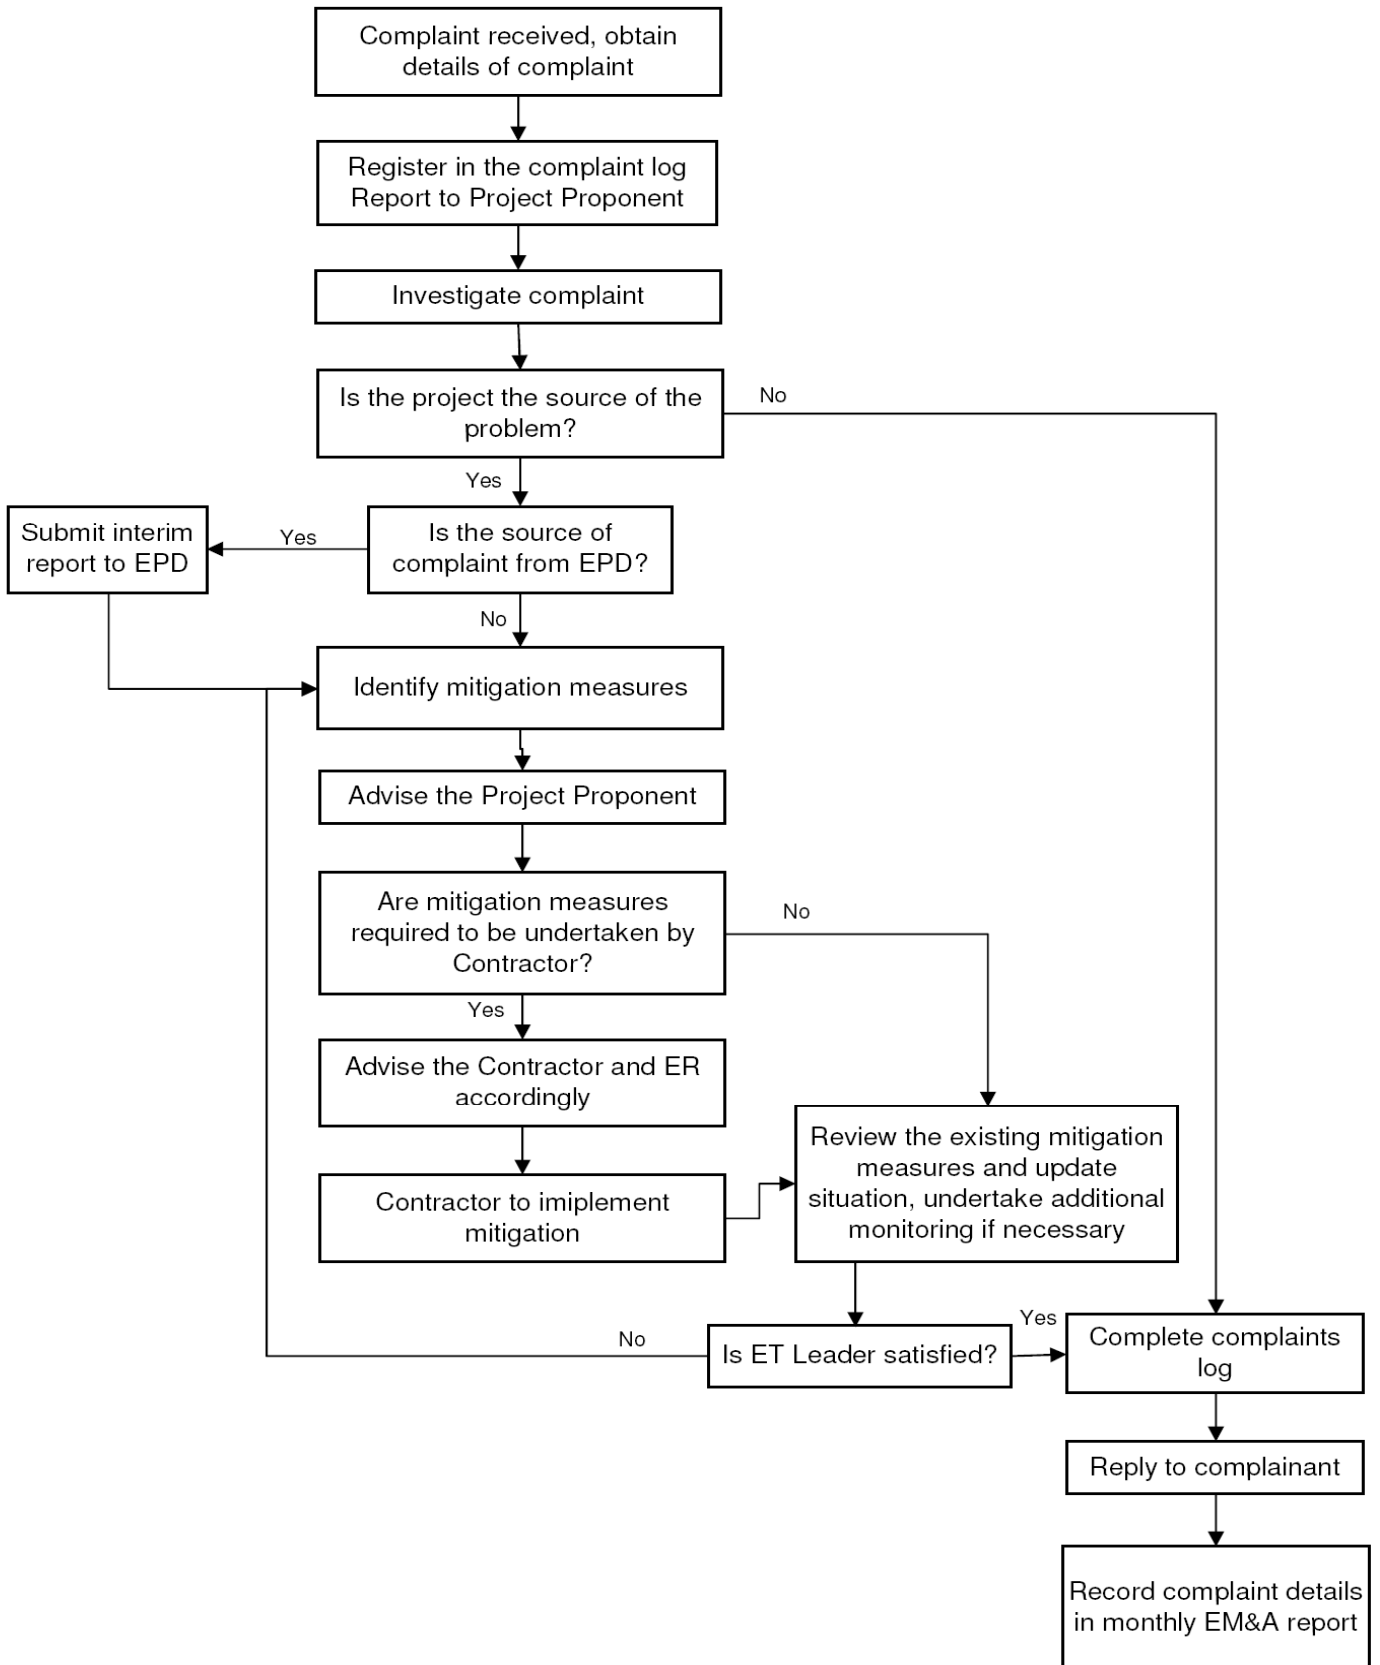 Complaint received, obtain
details of complaint
Register in the complaint log
Report to Project Proponent
Investigate complaint
Is the project the source of the
problem?
No
Yes
Submit interim
report to EPD
Yes
Is the source of
complaint from EPD?
No
Identify mitigation measures
Advise the Project Proponent
Are mitigation measures
required to be undertaken by
Contractor?
No
Yes
Advise the Contractor and ER
accordingly
Contractor to imiplement
mitigation
Review the existing mitigation
measures and update
situation, undertake additional
monitoring if necessary
No
Is ET Leader satisfied?
Yes
Complete complaints
log
Reply to complainant
Record complaint details
in monthly EM&A report